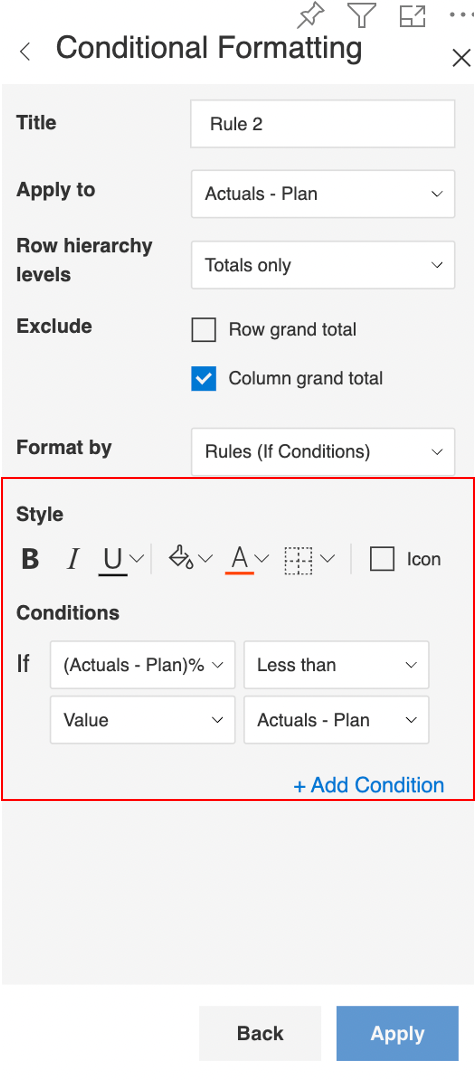 Conditional Formatting
Title
Rule 2
Apply to
Actuals - Plan
Row hierarchy
levels
Totals only
Exclude
Row grand total
Column grand total
Format by
Rules (If Conditions)
Style
B I U A Icon
Conditions
If (Actuals - Plan)% Less than
Value Actuals - Plan
+ Add Condition
Back Apply